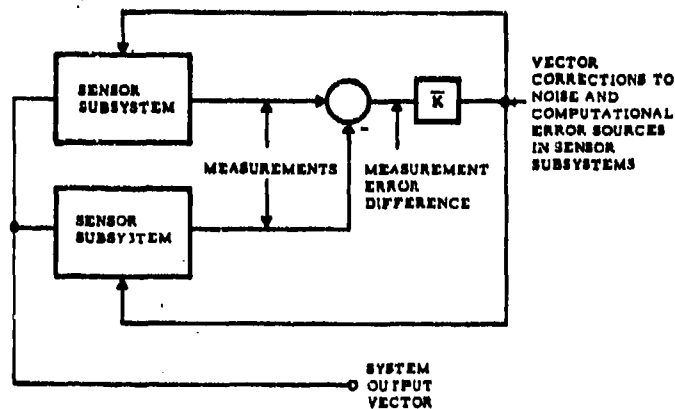 SENSOR
SUBSYSTEM
-
K
VECTOR
CORRECTIONS TO
NOISE AND
COMPUTATIONAL
ERROR SOURCES
IN SENSOR
SUBSYSTEMS
MEASUREMENTS
MEASUREMENT
ERROR
DIFFERENCE
SENSOR
SUBSYSTEM
SYSTEM
OUTPUT
VECTOR